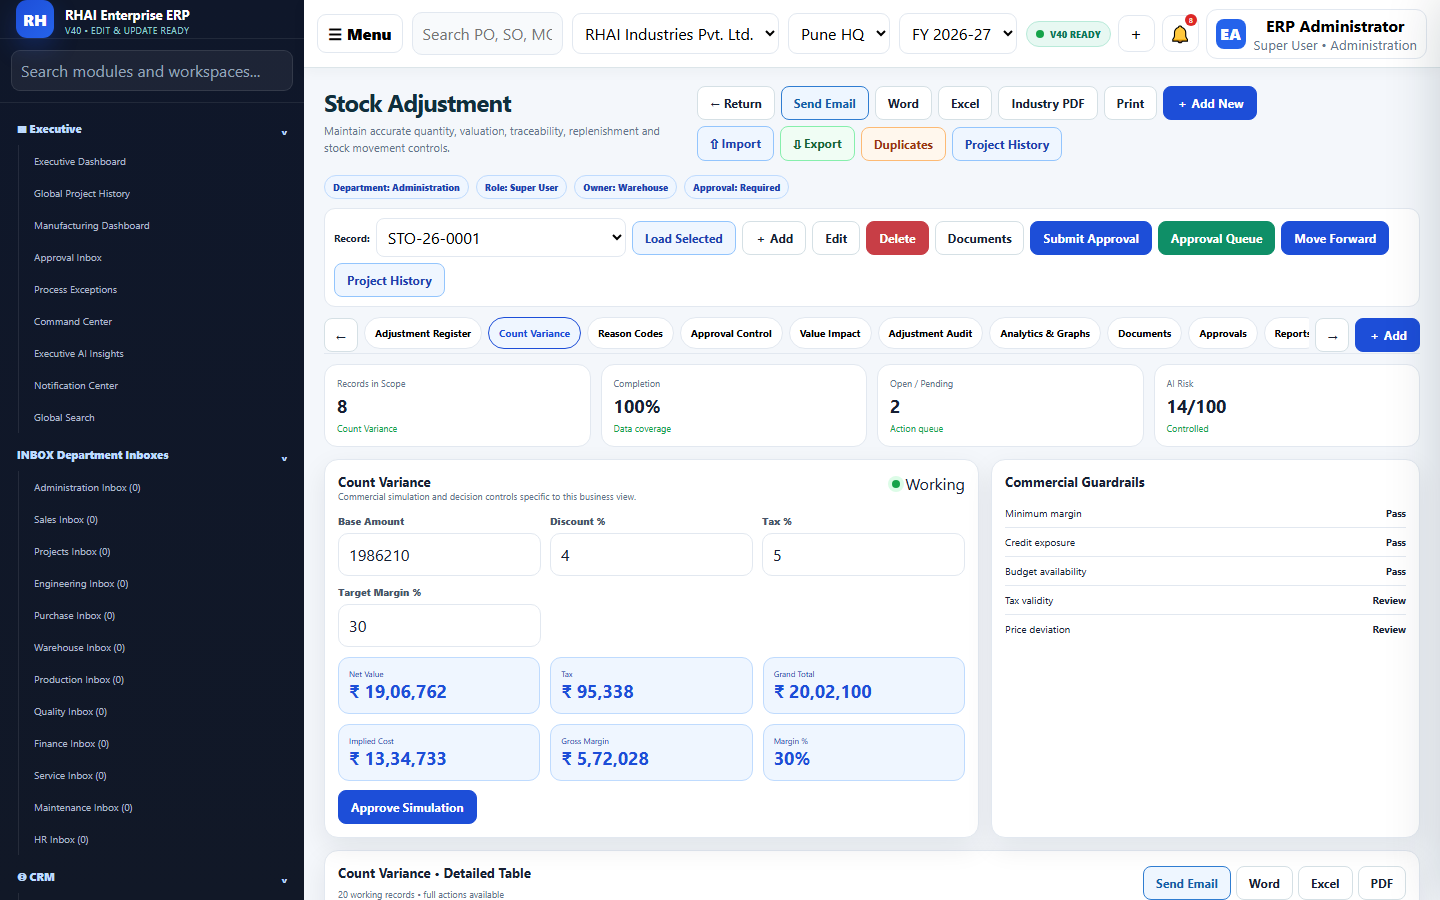 RH
RHAI Enterprise ERP
V40 • EDIT & UPDATE READY
Search modules and workspaces...
Executive
Executive Dashboard
Global Project History
Manufacturing Dashboard
Approval Inbox
Process Exceptions
Command Center
Executive AI Insights
Notification Center
Global Search
INBOX Department Inboxes
Administration Inbox (0)
Sales Inbox (0)
Projects Inbox (0)
Engineering Inbox (0)
Purchase Inbox (0)
Warehouse Inbox (0)
Production Inbox (0)
Quality Inbox (0)
Finance Inbox (0)
Service Inbox (0)
Maintenance Inbox (0)
HR Inbox (0)
CRM
☰ Menu
Search PO, SO, MO
RHAI Industries Pvt. Ltd.
Pune HQ
FY 2026-27
V40 READY
+
8
EA
ERP Administrator
Super User • Administration
Stock Adjustment
Maintain accurate quantity, valuation, traceability, replenishment and
stock movement controls.
← Return
Send Email
Word
Excel
Industry PDF
Print
+ Add New
⇧ Import
⇩ Export
Duplicates
Project History
Department: Administration
Role: Super User
Owner: Warehouse
Approval: Required
Record:
STO-26-0001
Load Selected
+ Add
Edit
Delete
Documents
Submit Approval
Approval Queue
Move Forward
Project History
←
Adjustment Register
Count Variance
Reason Codes
Approval Control
Value Impact
Adjustment Audit
Analytics & Graphs
Documents
Approvals
Reports
→
+ Add
Records in Scope
8
Count Variance
Completion
100%
Data coverage
Open / Pending
2
Action queue
AI Risk
14/100
Controlled
Count Variance
Commercial simulation and decision controls specific to this business view.
Working
Base Amount
1986210
Discount %
4
Tax %
5
Target Margin %
30
Net Value
₹ 19,06,762
Tax
₹ 95,338
Grand Total
₹ 20,02,100
Implied Cost
₹ 13,34,733
Gross Margin
₹ 5,72,028
Margin %
30%
Approve Simulation
Commercial Guardrails
Minimum margin Pass
Credit exposure Pass
Budget availability Pass
Tax validity Review
Price deviation Review
Count Variance • Detailed Table
20 working records • full actions available
Send Email
Word
Excel
PDF